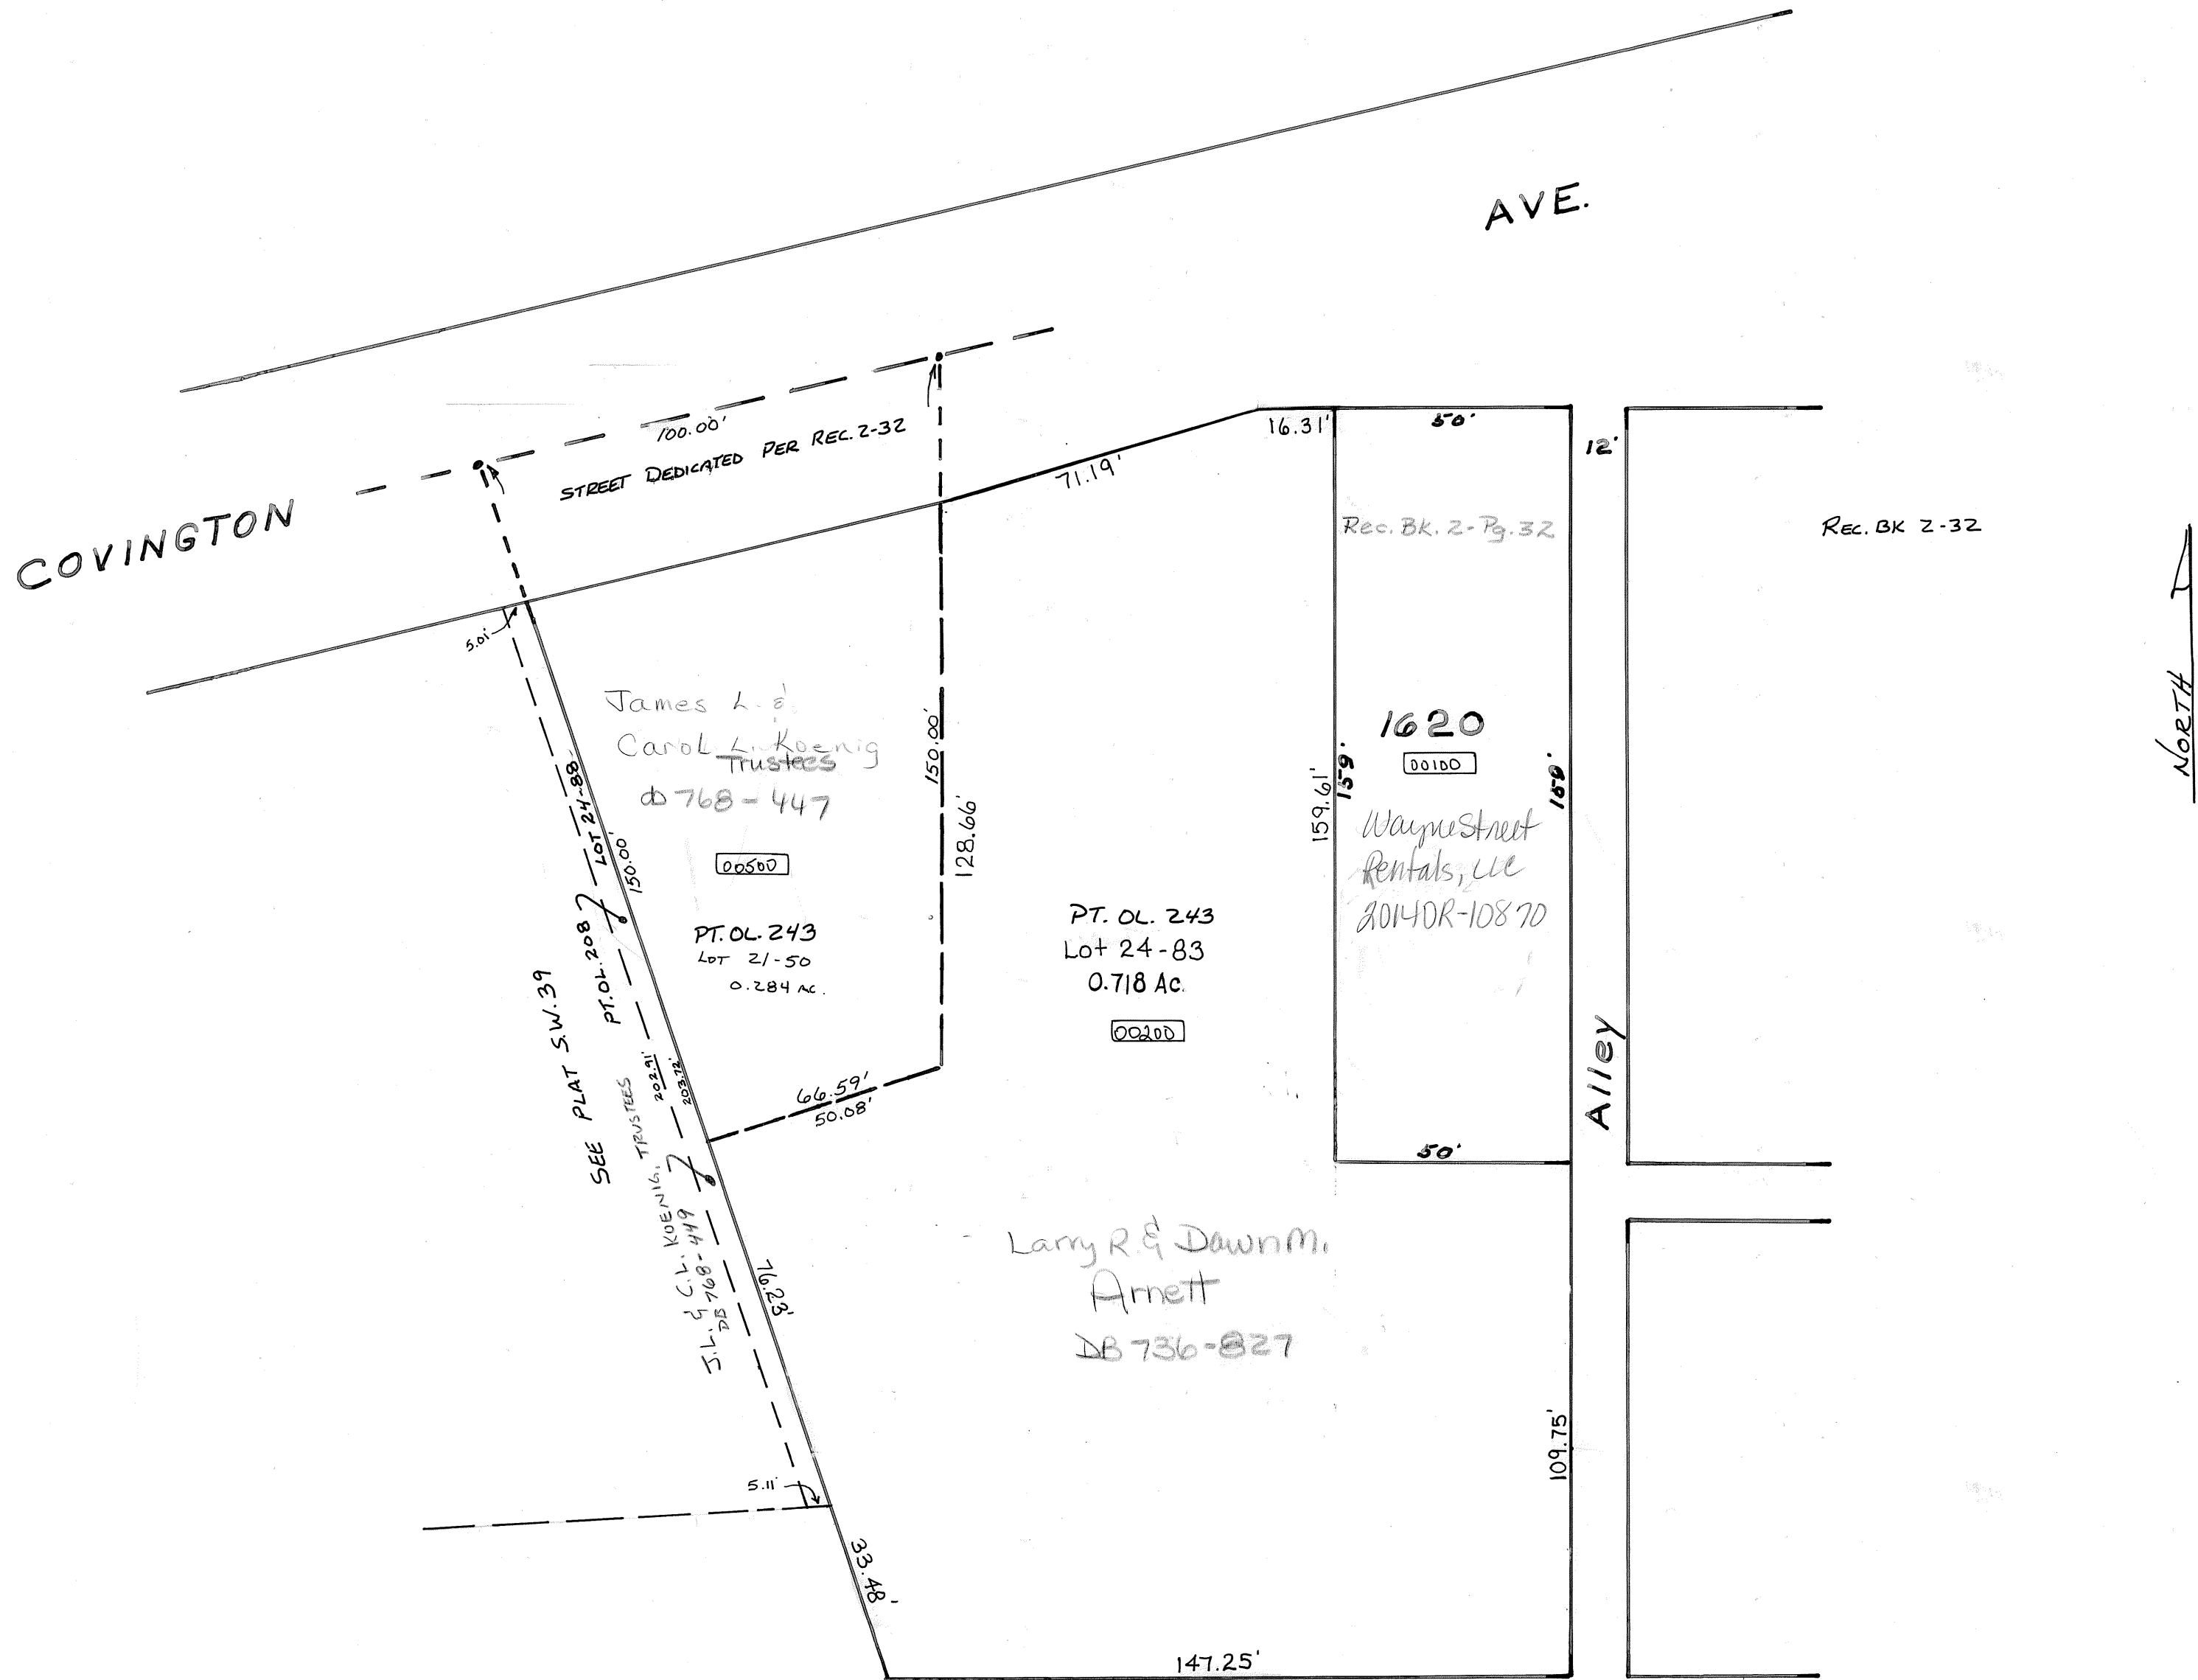 COVINGTON
AVE.
100.00'
STREET DEDICATED PER REC. 2-32
71.19'
16.31'
50'
12'
Rec. Bk. 2-Pg. 32
REC. BK 2-32
NORTH
5.01'
James L. &
Carol L. Koenig
Trustees
DB 768-447
00500
PT. OL. 243
LOT 21-50
0.284 AC.
150.00'
128.66'
66.59'
50.08'
LOT 24-88
150.00'
PT. OL. 208
SEE PLAT S.W. 39
202.91'
203.72'
J.L. & C.L. KOENIG, TRUSTEES
DB 768-449
76.23'
5.11'
33.48'
PT. OL. 243
Lot 24-83
0.718 AC.
00200
159.61'
1620
00100
Wayne Street
Rentals, LLC
2014OR-10870
50'
Alley
Larry R. & Dawn M.
Arnett
DB 736-827
109.75'
147.25'